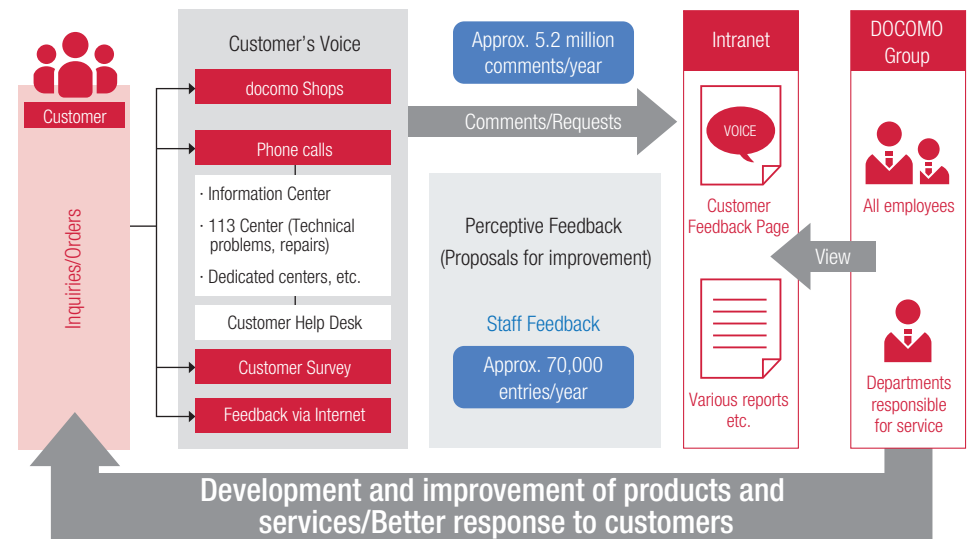 Customer
Inquiries/Orders
Customer's Voice
docomo Shops
Phone calls
· Information Center
· 113 Center (Technical
problems, repairs)
· Dedicated centers, etc.
Customer Help Desk
Customer Survey
Feedback via Internet
Approx. 5.2 million
comments/year
Comments/Requests
Perceptive Feedback
(Proposals for improvement)
Staff Feedback
Approx. 70,000
entries/year
Intranet
VOICE
Customer
Feedback Page
Various reports
etc.
View
DOCOMO
Group
All employees
Departments
responsible
for service
Development and improvement of products and
services/Better response to customers